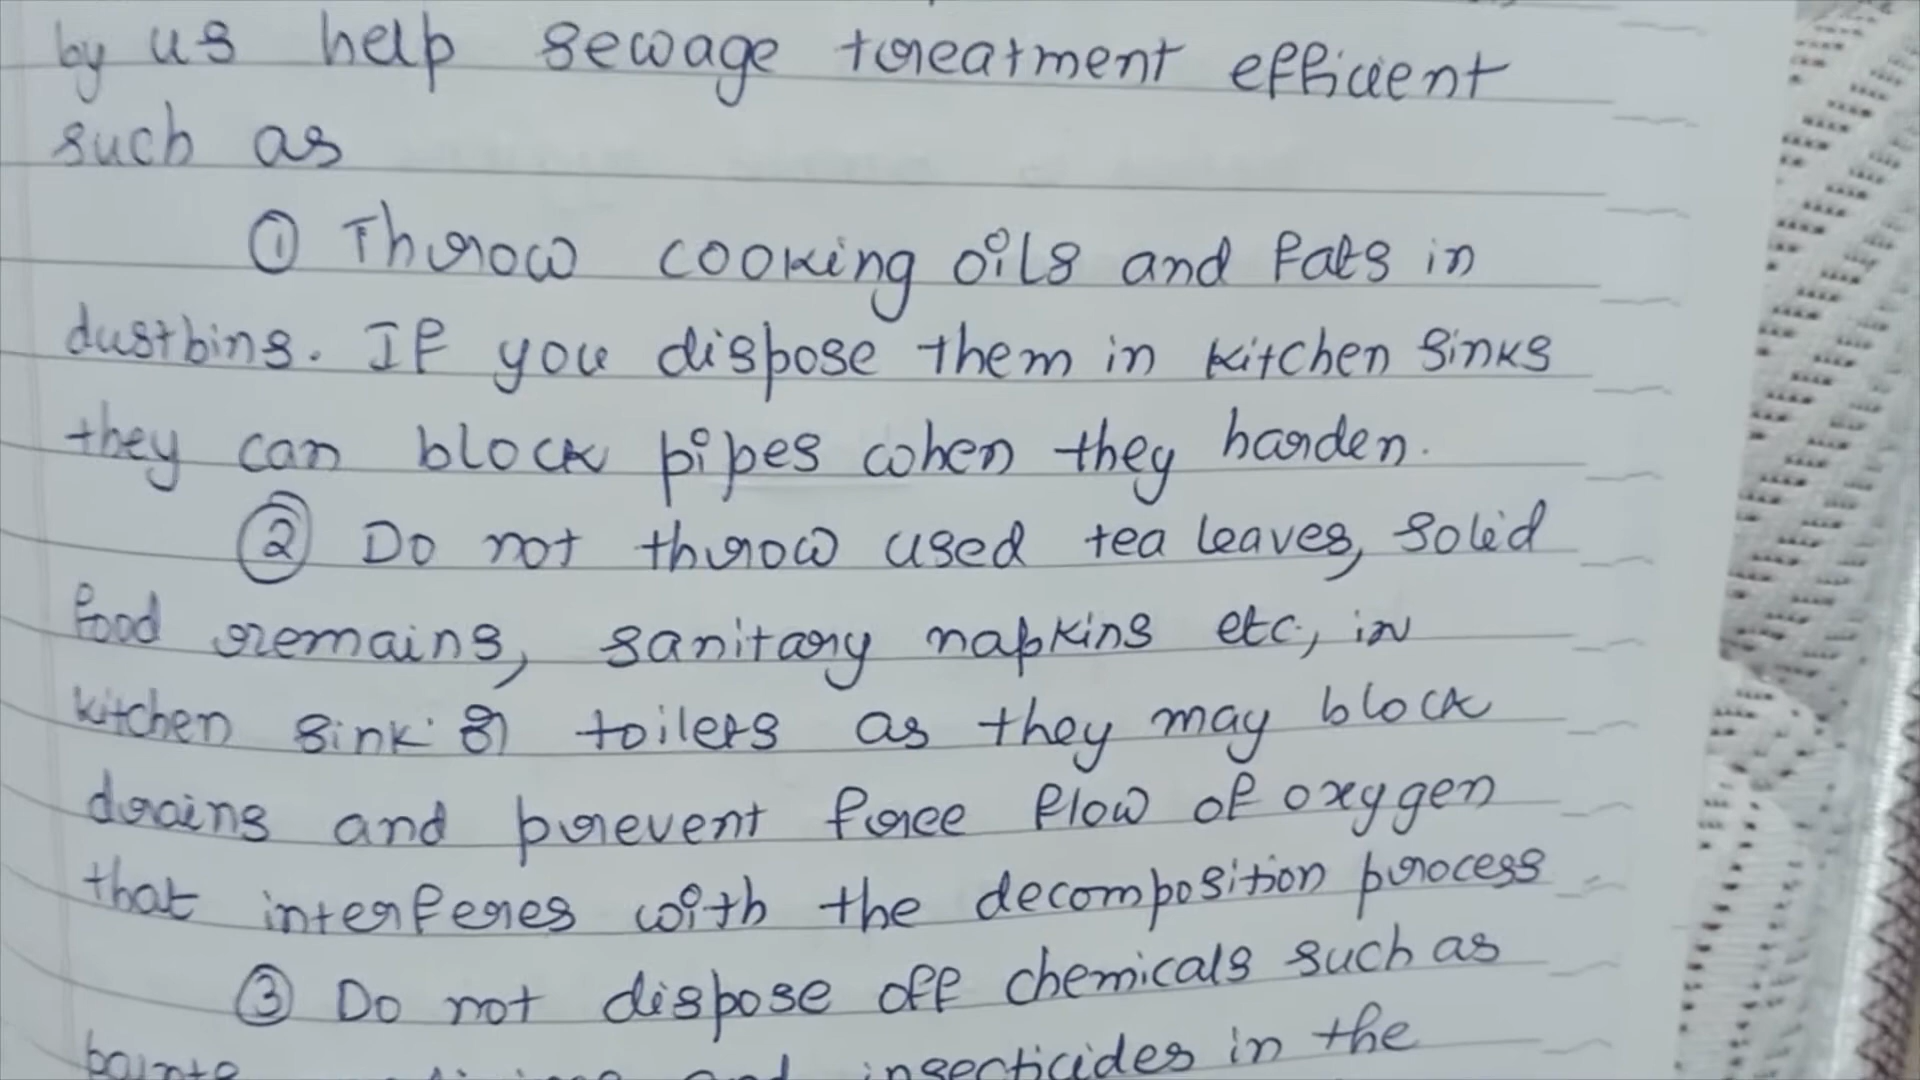 by us help sewage treatment efficient
such as
① Throw cooking oils and fats in
dustbins. If you dispose them in kitchen sinks
they can block pipes when they harden.
② Do not throw used tea leaves, solid
food remains, sanitary napkins etc, in
kitchen sink or toilets as they may block
drains and prevent free flow of oxygen
that interferes with the decomposition process
③ Do not dispose off chemicals such as
paints and insecticides in the